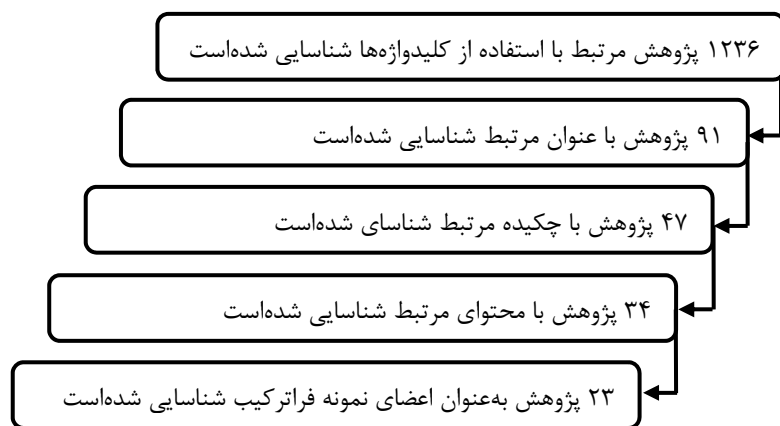 ۱۲۳۶ پژوهش مرتبط با استفاده از کلیدواژه‌ها شناسایی شده‌است
۹۱ پژوهش با عنوان مرتبط شناسایی شده‌است
۴۷ پژوهش با چکیده مرتبط شناسای شده‌است
۳۴ پژوهش با محتوای مرتبط شناسایی شده‌است
۲۳ پژوهش به‌عنوان اعضای نمونه فراترکیب شناسایی شده‌است